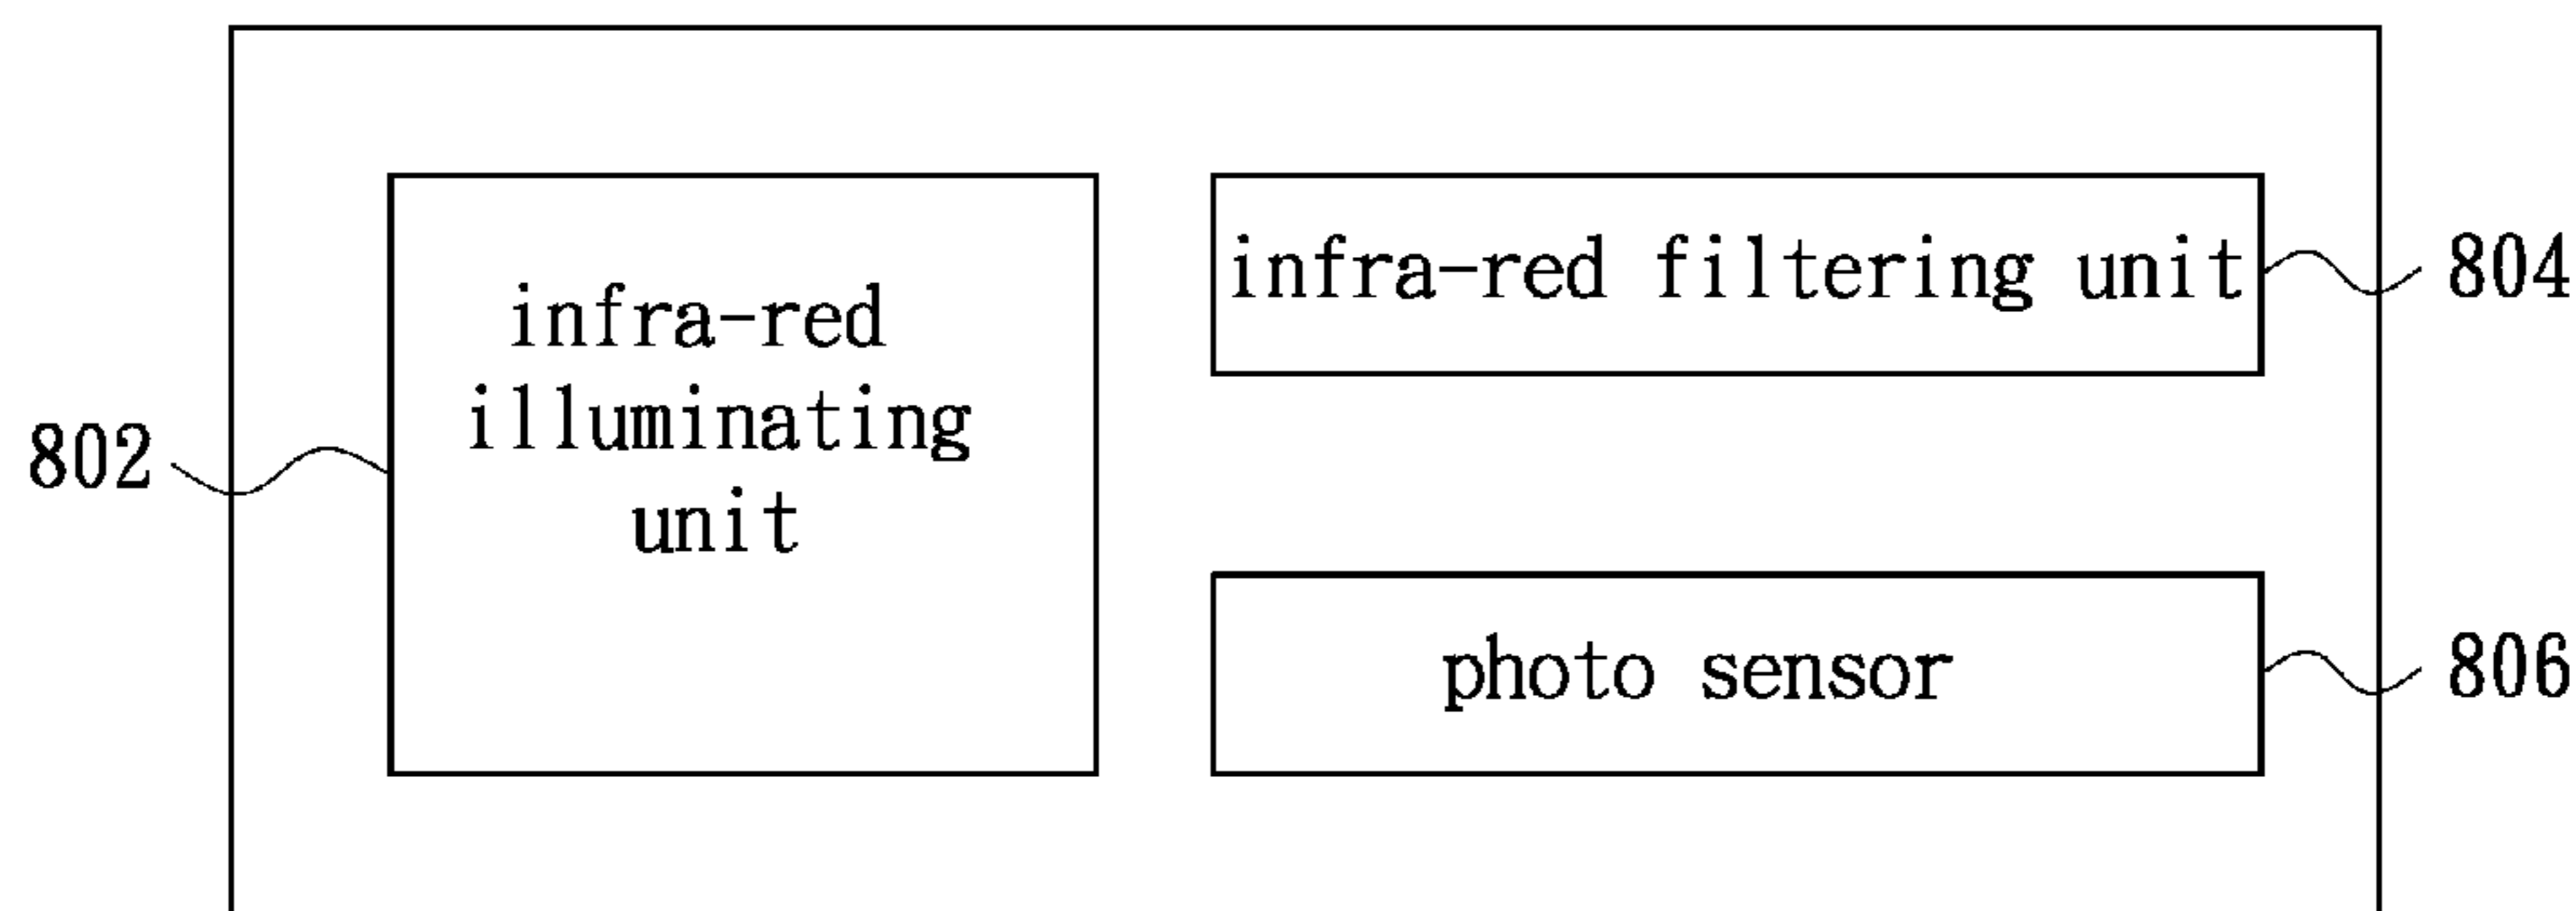 infra-red
illuminating
unit
802
infra-red filtering unit
804
photo sensor
806